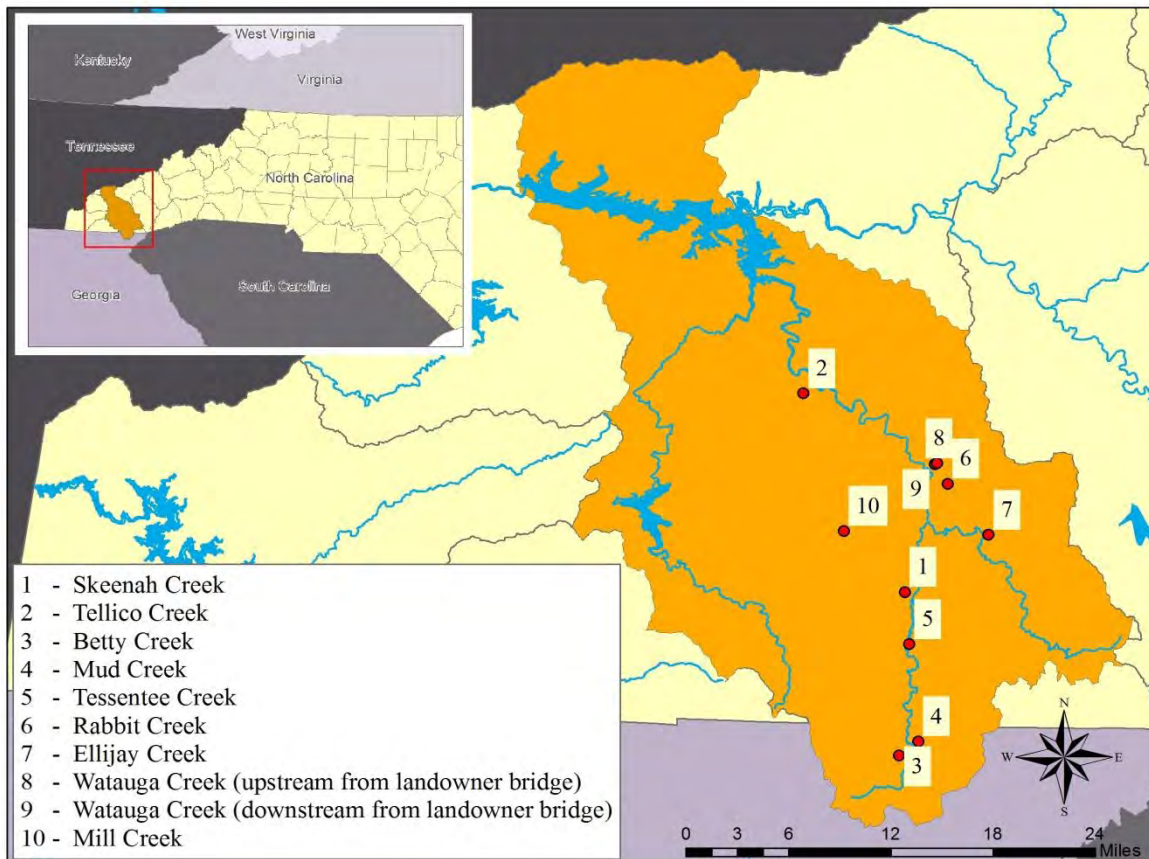 West Virginia
Kentucky
Virginia
Tennessee
North Carolina
Georgia
South Carolina
2
8
6
9
10
7
1
5
4
3
1 - Skeenah Creek
2 - Tellico Creek
3 - Betty Creek
4 - Mud Creek
5 - Tessentee Creek
6 - Rabbit Creek
7 - Ellijay Creek
8 - Watauga Creek (upstream from landowner bridge)
9 - Watauga Creek (downstream from landowner bridge)
10 - Mill Creek
N
W E
S
0 3 6 12 18 24
Miles